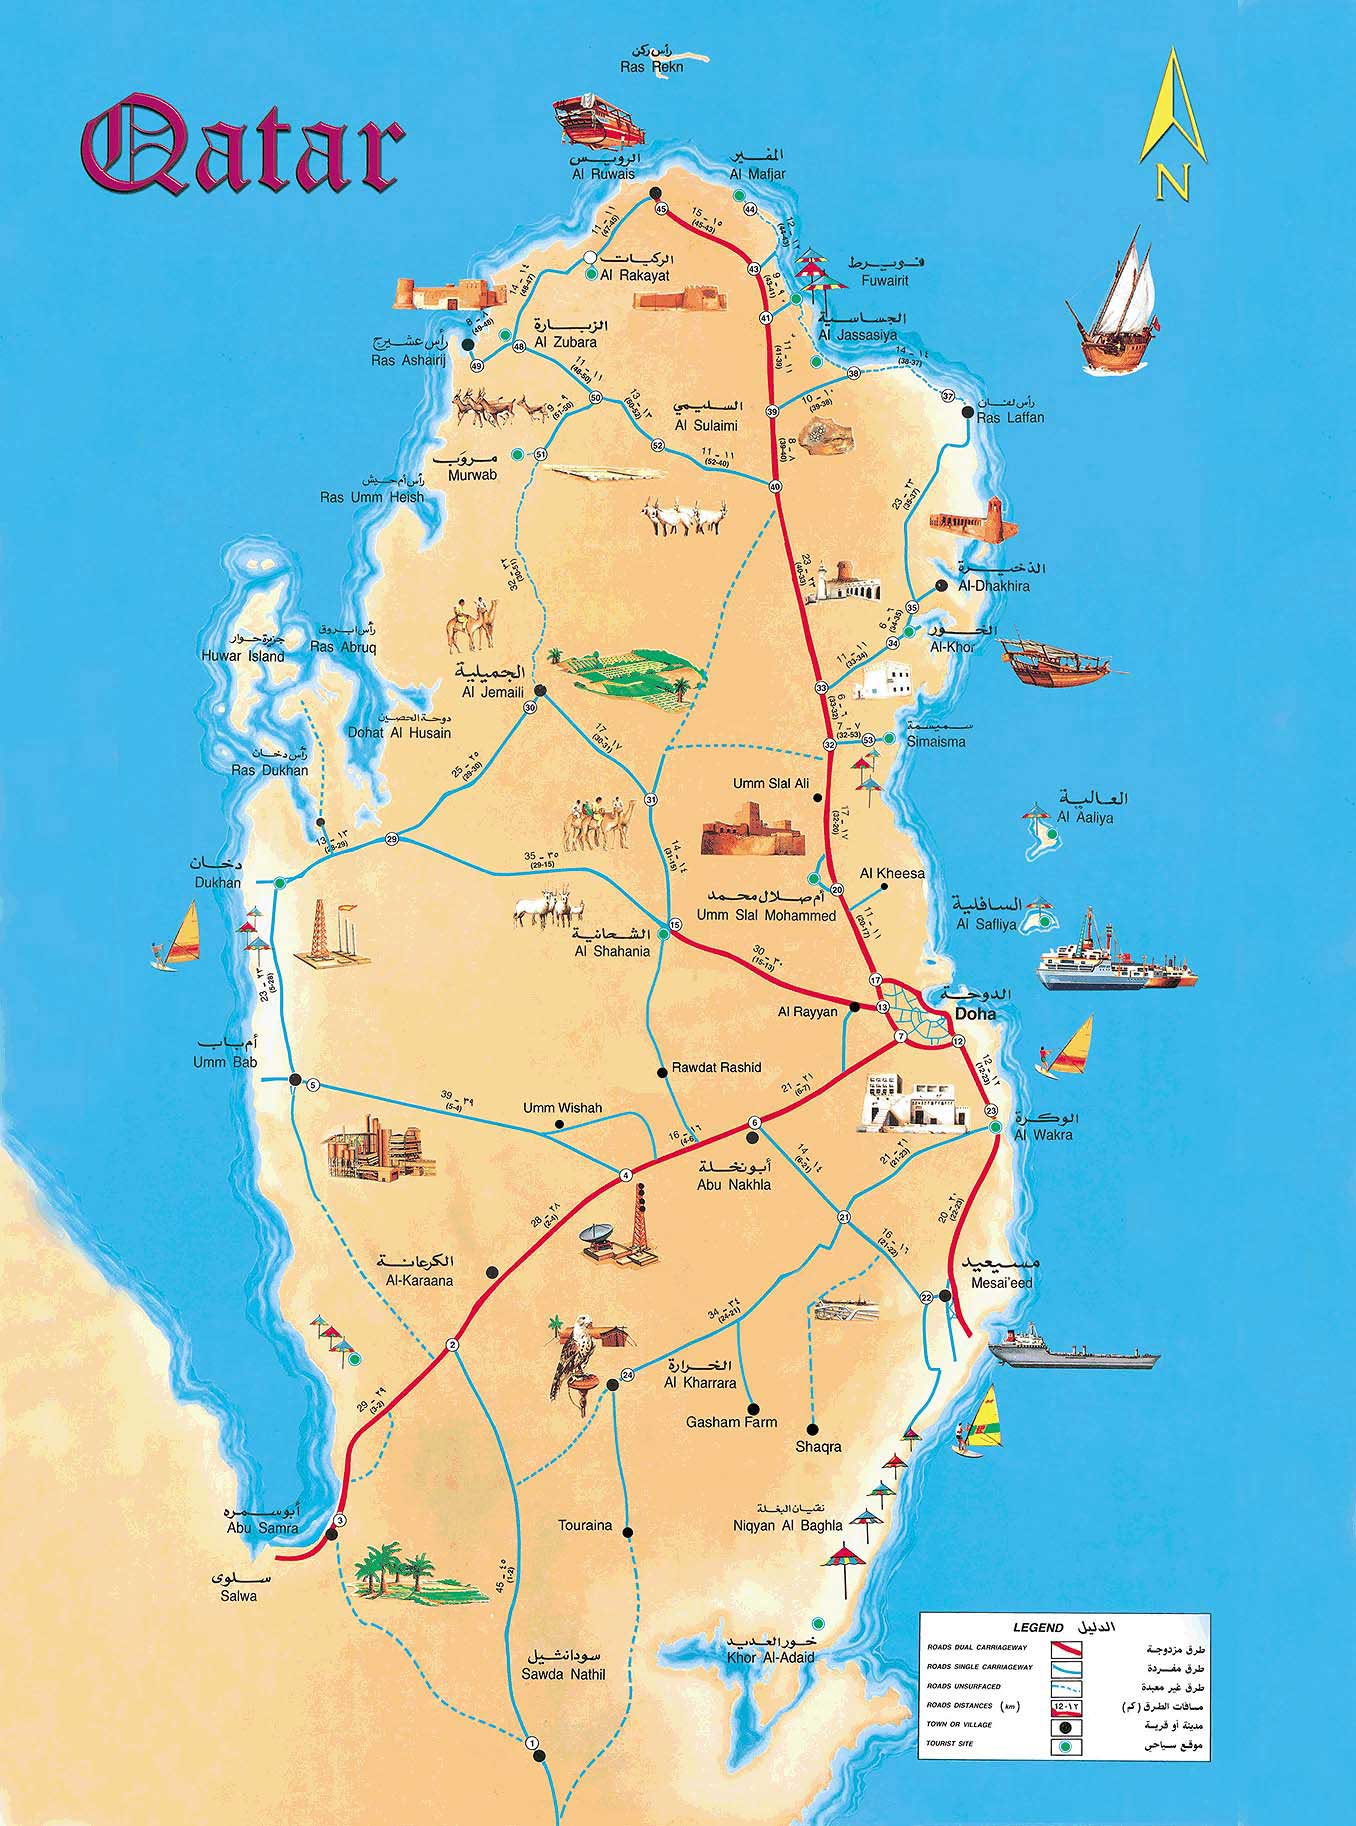 Qatar
رأس ركن
Ras Rekn
N
الرويس
Al Ruwais
المفير
Al Mafjar
45
44
15 - ١٥
(45-43)
11 - ١١
(47-45)
12 - ١٢
(44-43)
الركيات
Al Rakayat
43
فويرط
Fuwairit
14 - ١٤
(48-47)
9 - ٩
(43-41)
41
الجساسية
Al Jassasiya
8 - ٨
(49-48)
الزبارة
Al Zubara
48
رأس عشيرج
Ras Ashairij
49
11 - ١١
(41-39)
14 - ١٤
(38-37)
38
37
11 - ١١
(48-50)
50
9 - ٩
(51-50)
13 - ١٣
(50-52)
السليمي
Al Sulaimi
39
10 - ١٠
(39-38)
رأس لفان
Ras Laffan
52
11 - ١١
(52-40)
8 - ٨
(39-40)
مروب
Murwab
51
40
رأس أم حيش
Ras Umm Heish
23 - ٢٣
(35-37)
32 - ٣٢
(30-51)
23 - ٢٣
(40-33)
الذخيرة
Al-Dhakhira
35
6 - ٦
(34-35)
34
الخور
Al-Khor
جزيرة حوار
Huwar Island
رأس ابروق
Ras Abruq
11 - ١١
(33-34)
33
الجميلية
Al Jemaili
30
6 - ٦
(33-32)
دوحة الحصين
Dohat Al Husain
17 - ١٧
(30-31)
7 - ٧
(32-53)
32
53
سميسمة
Simaisma
رأس دخان
Ras Dukhan
25 - ٢٥
(29-30)
Umm Slal Ali
31
17 - ١٧
(32-20)
العالية
Al Aaliya
13 - ١٣
(28-29)
29
35 - ٣٥
(29-15)
14 - ١٤
(31-15)
دخان
Dukhan
Al Kheesa
20
أم صلال محمد
Umm Slal Mohammed
11 - ١١
(20-17)
السافلية
Al Safliya
15
الشحانية
Al Shahania
30 - ٣٠
(15-13)
23 - ٢٣
(5-28)
17
الدوحة
Doha
Al Rayyan
13
7
12
أم باب
Umm Bab
5
Rawdat Rashid
12 - ١٢
(12-23)
39 - ٣٩
(5-4)
21 - ٢١
(6-7)
Umm Wishah
23
الوكرة
Al Wakra
16 - ١٦
(4-6)
6
14 - ١٤
(6-21)
21 - ٢١
(21-23)
4
أبو نخلة
Abu Nakhla
28 - ٢٨
(2-4)
21
20 - ٢٠
(22-23)
16 - ١٦
(21-22)
الكرعانة
Al-Karaana
مسيعيد
Mesai'eed
22
34 - ٣٤
(24-21)
2
الخرارة
Al Kharrara
24
29 - ٢٩
(3-2)
Gasham Farm
Shaqra
أبو سمره
Abu Samra
3
Touraina
نقيان البغلة
Niqyan Al Baghla
45 - ٤٥
(1-2)
سلوى
Salwa
خور العديد
Khor Al-Adaid
سودانثيل
Sawda Nathil
1
LEGEND الدليل
ROADS DUAL CARRIAGEWAY طرق مزدوجة
ROADS SINGLE CARRIAGEWAY طرق مفردة
ROADS UNSURFACED طرق غير معبدة
ROADS DISTANCES (km) 12-١٢ مسافات الطرق (كم)
TOWN OR VILLAGE مدينة أو قرية
TOURIST SITE موقع سياحي